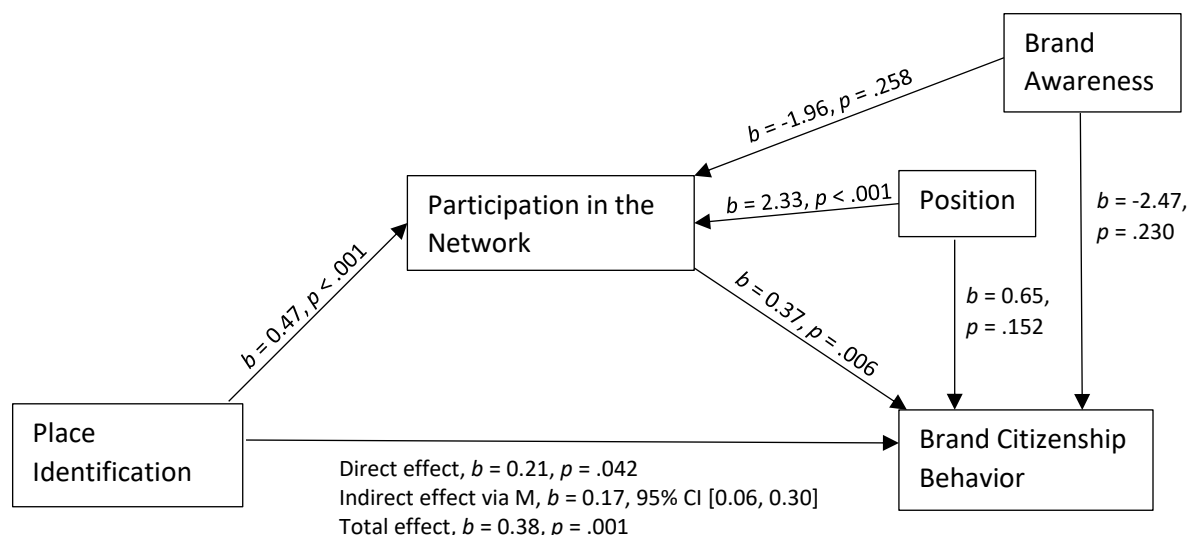 Brand
Awareness
b = -1.96, p = .258
Participation in the
Network
b = 2.33, p < .001
Position
b = -2.47,
p = .230
b = 0.47, p < .001
b = 0.37, p = .006
b = 0.65,
p = .152
Place
Identification
Brand Citizenship
Behavior
Direct effect, b = 0.21, p = .042
Indirect effect via M, b = 0.17, 95% CI [0.06, 0.30]
Total effect, b = 0.38, p = .001